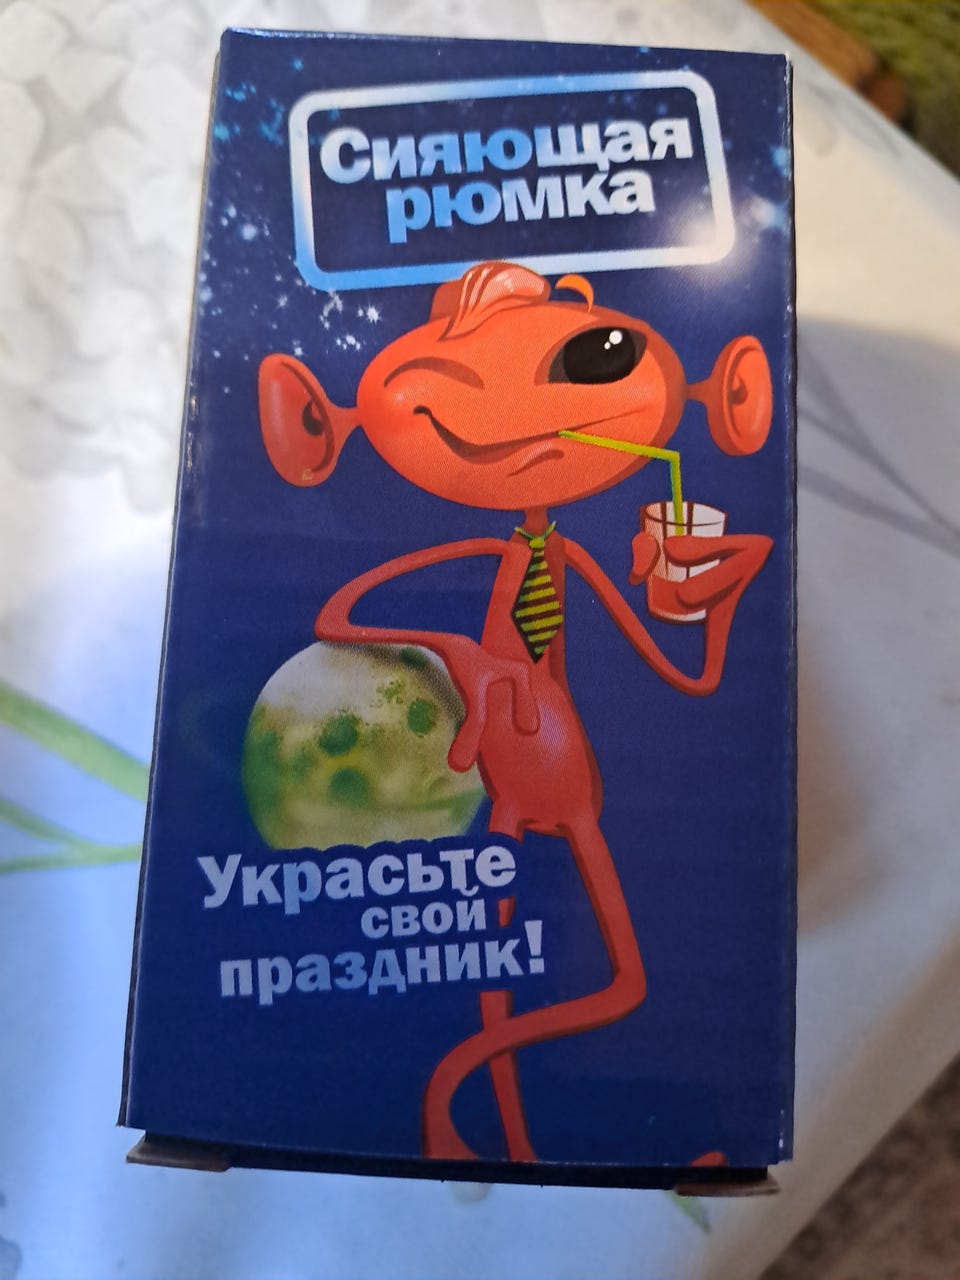 Сияющая
рюмка
Украсьте
свой
праздник!